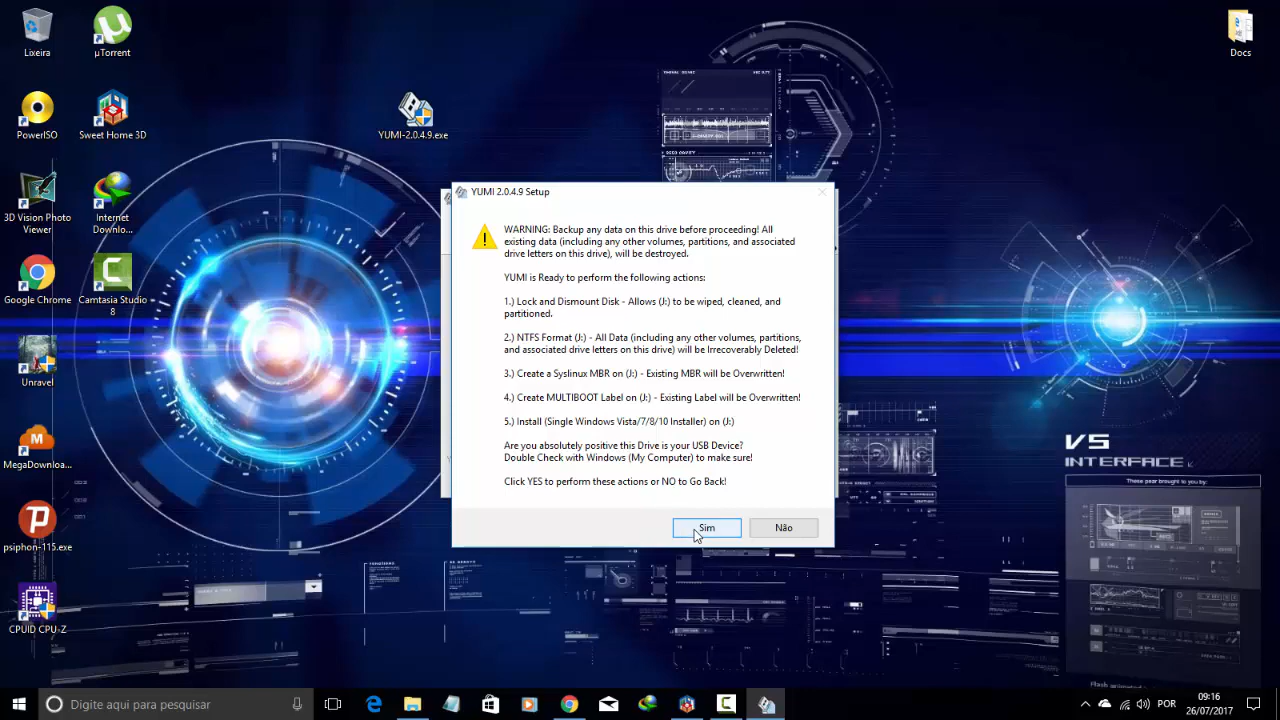 Lixeira
µTorrent
Docs
PowerISO
Sweet Home 3D
YUMI-2.0.4.9.exe
3D Vision Photo
Viewer
Internet
Downlo...
Google Chrome
Camtasia Studio
8
Unravel
MegaDownloa...
psiphon-115.exe
YUMI 2.0.4.9 Setup
WARNING: Backup any data on this drive before proceeding! All
existing data (including any other volumes, partitions, and associated
drive letters on this drive), will be destroyed.
YUMI is Ready to perform the following actions:
1.) Lock and Dismount Disk - Allows (J:) to be wiped, cleaned, and
partitioned.
2.) NTFS Format (J:) - All Data (including any other volumes, partitions,
and associated drive letters on this drive) will be Irrecoverably Deleted!
3.) Create a Syslinux MBR on (J:) - Existing MBR will be Overwritten!
4.) Create MULTIBOOT Label on (J:) - Existing Label will be Overwritten!
5.) Install (Single Windows Vista/7/8/10 Installer) on (J:)
Are you absolutely positive this Drive is your USB Device?
Double Check with Windows (My Computer) to make sure!
Click YES to perform these actions or NO to Go Back!
Sim
Não
VS
INTERFACE
These gear brought to you by:
Digite aqui para pesquisar
POR
09:16
26/07/2017